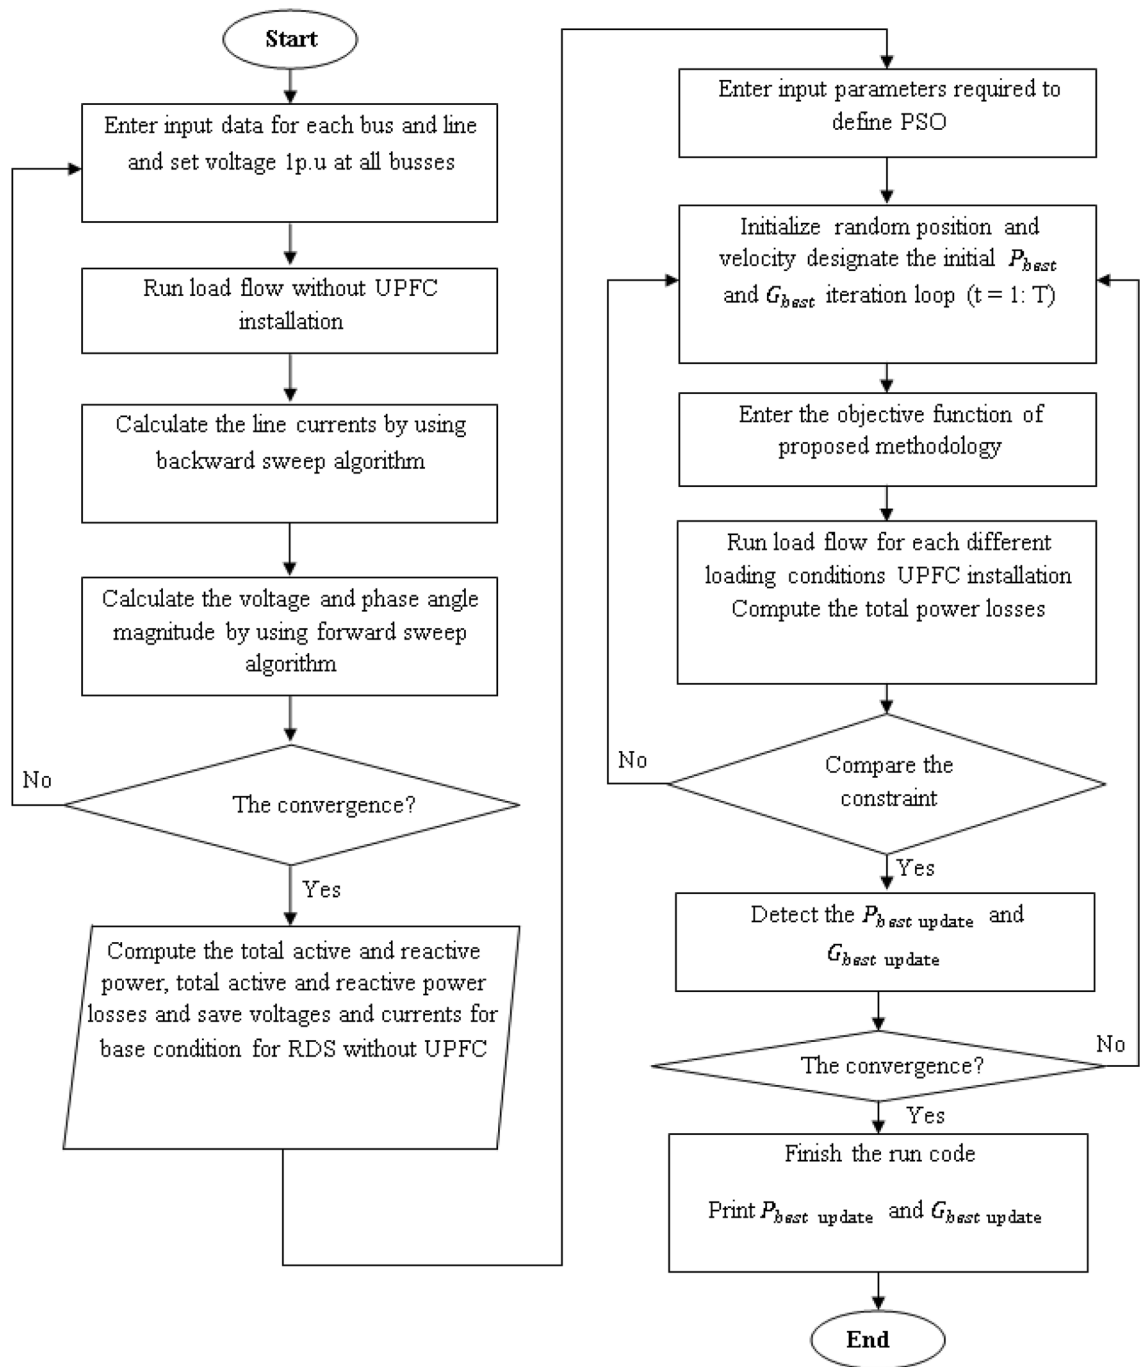 Start
Enter input data for each bus and line
and set voltage 1p.u at all busses
Run load flow without UPFC
installation
Calculate the line currents by using
backward sweep algorithm
Calculate the voltage and phase angle
magnitude by using forward sweep
algorithm
No
The convergence?
Yes
Compute the total active and reactive
power, total active and reactive power
losses and save voltages and currents for
base condition for RDS without UPFC
Enter input parameters required to
define PSO
Initialize random position and
velocity designate the initial P_best
and G_best iteration loop (t = 1: T)
Enter the objective function of
proposed methodology
Run load flow for each different
loading conditions UPFC installation
Compute the total power losses
No
Compare the
constraint
Yes
Detect the P_best update and
G_best update
No
The convergence?
Yes
Finish the run code
Print P_best update and G_best update
End